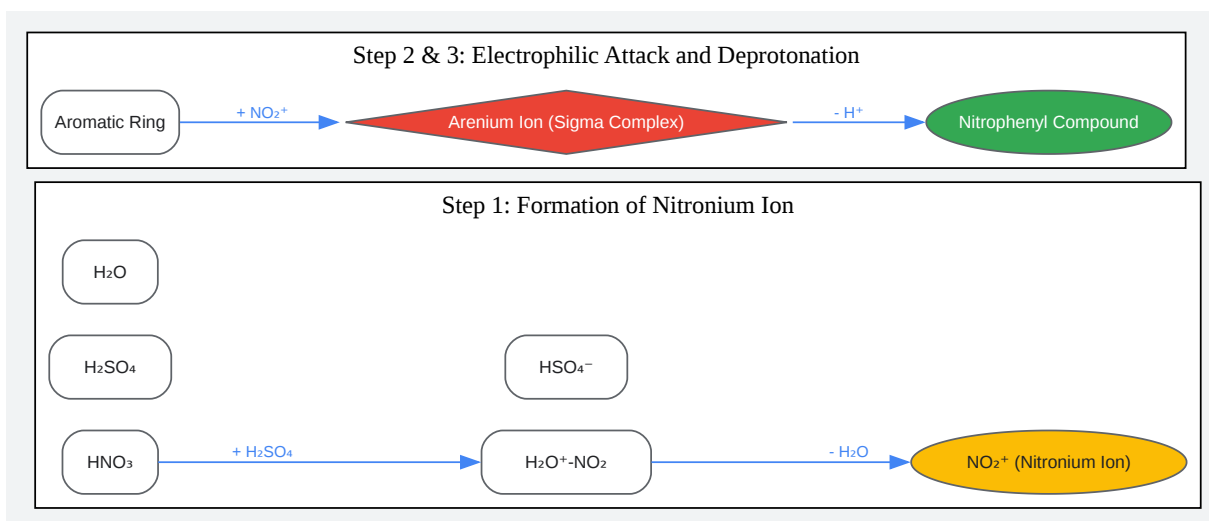 Step 2 & 3: Electrophilic Attack and Deprotonation
Aromatic Ring
+ NO₂⁺
Arenium Ion (Sigma Complex)
- H⁺
Nitrophenyl Compound
Step 1: Formation of Nitronium Ion
H₂O
H₂SO₄
HSO₄⁻
HNO₃
+ H₂SO₄
H₂O⁺-NO₂
- H₂O
NO₂⁺ (Nitronium Ion)